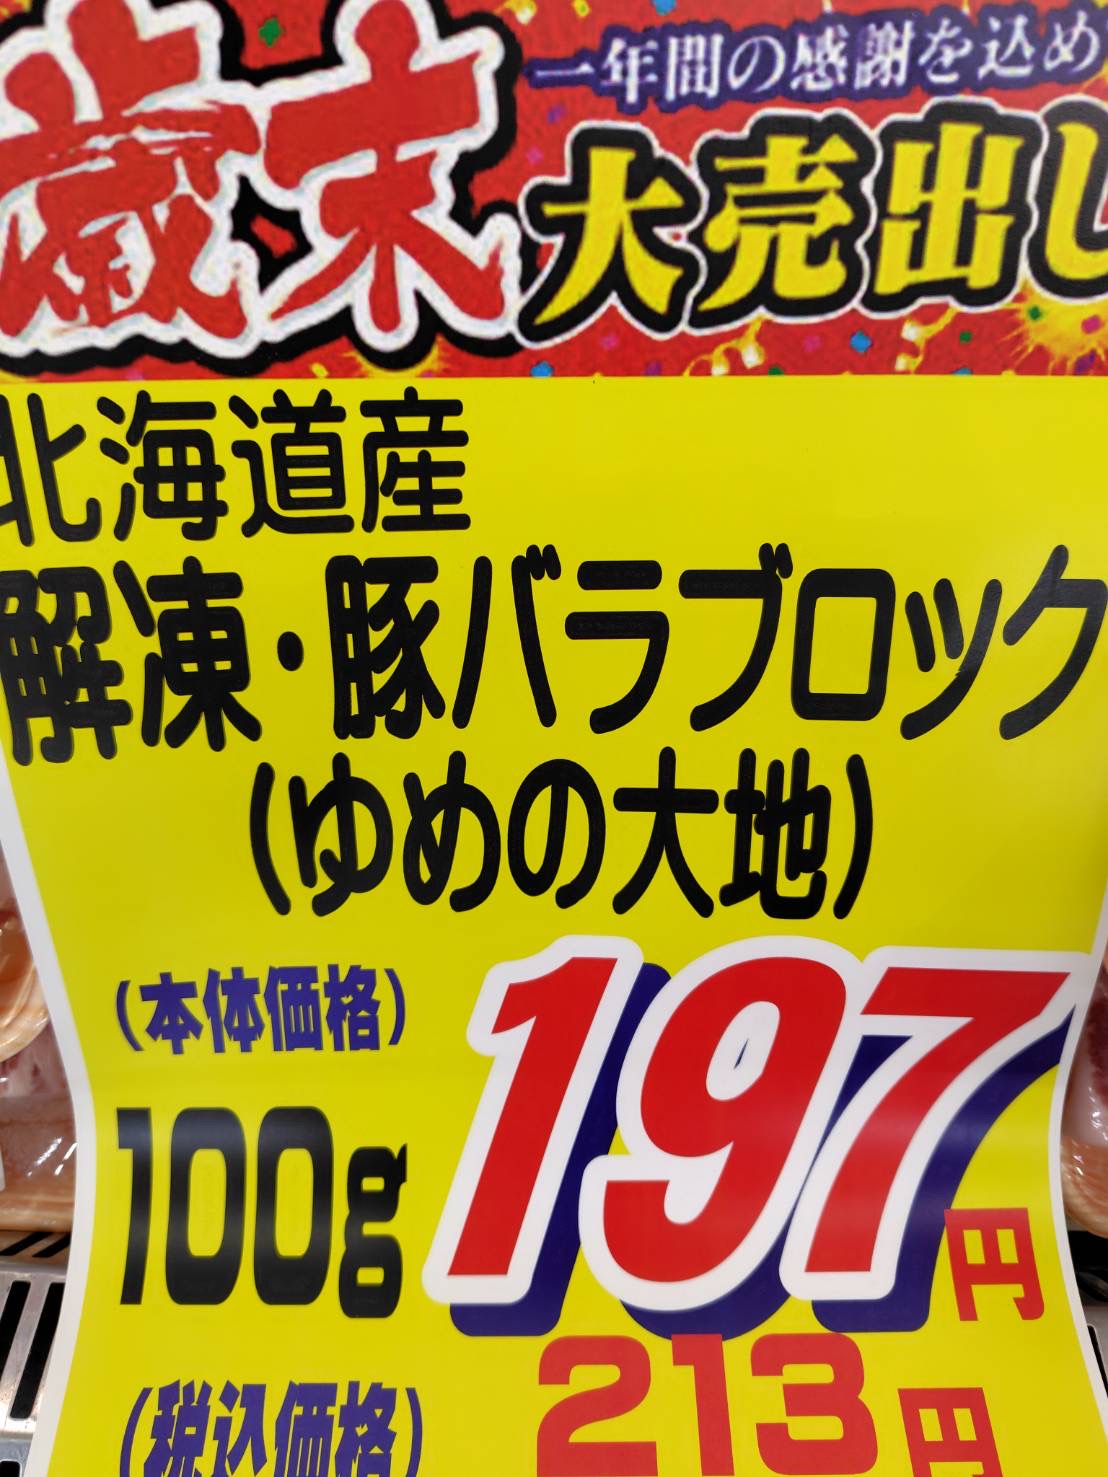 歳末
一年間の感謝を込め
大売出し
北海道産
解凍・豚バラブロック
(ゆめの大地)
(本体価格)
100g
197円
(税込価格)
213円